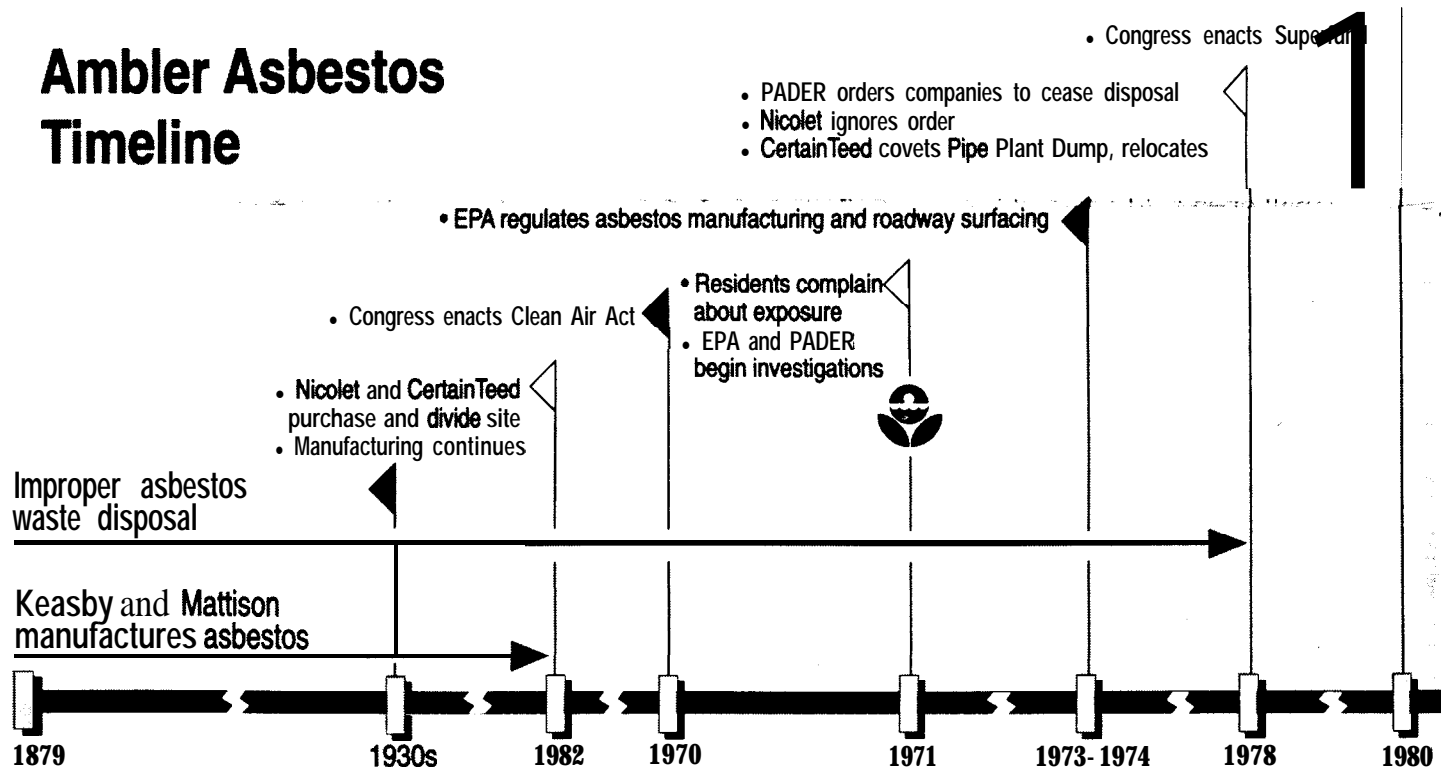 Ambler Asbestos
Timeline
• Congress enacts Superfund
• PADER orders companies to cease disposal
• Nicolet ignores order
• CertainTeed covets Pipe Plant Dump, relocates
• EPA regulates asbestos manufacturing and roadway surfacing
• Residents complain
about exposure
• EPA and PADER
begin investigations
• Congress enacts Clean Air Act
• Nicolet and CertainTeed
purchase and divide site
• Manufacturing continues
Improper asbestos
waste disposal
Keasby and Mattison
manufactures asbestos
1879
1930s
1982
1970
1971
1973-1974
1978
1980